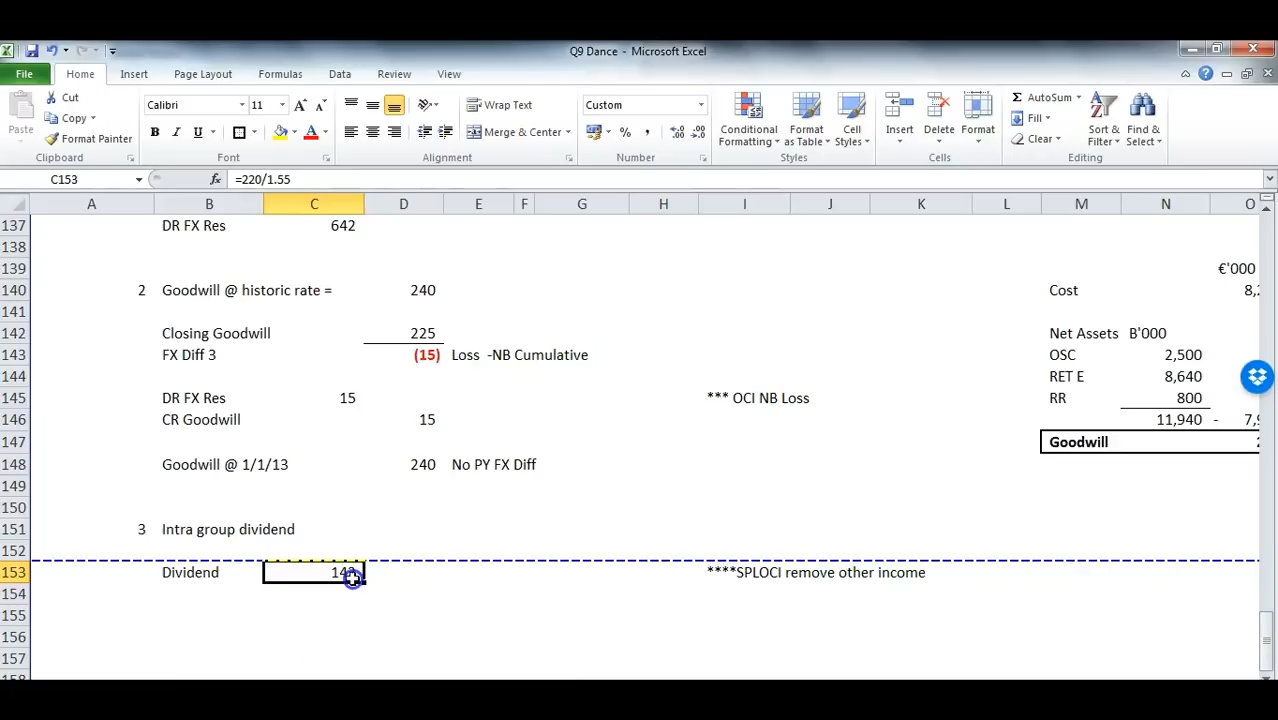 Q9 Dance - Microsoft Excel
File Home Insert Page Layout Formulas Data Review View
Cut
Copy
Format Painter
Paste
Clipboard
Calibri 11 A A
B I U A
Font
Wrap Text
Merge & Center
Alignment
Custom
% ,
Number
Conditional Formatting
Format as Table
Cell Styles
Styles
Insert Delete Format
Cells
Σ AutoSum
Fill
Clear
Sort & Filter
Find & Select
Editing
C153 fx =220/1.55
A B C D E F G H I J K L M N O
137 DR FX Res 642
138
139 €'000
140 2 Goodwill @ historic rate = 240 Cost
141
142 Closing Goodwill 225 Net Assets B'000
143 FX Diff 3 (15) Loss -NB Cumulative OSC 2,500
144 RET E 8,640
145 DR FX Res 15 *** OCI NB Loss RR 800
146 CR Goodwill 15 11,940 -
147 Goodwill
148 Goodwill @ 1/1/13 240 No PY FX Diff
149
150
151 3 Intra group dividend
152
153 Dividend ****SPLOCI remove other income
154
155
156
157